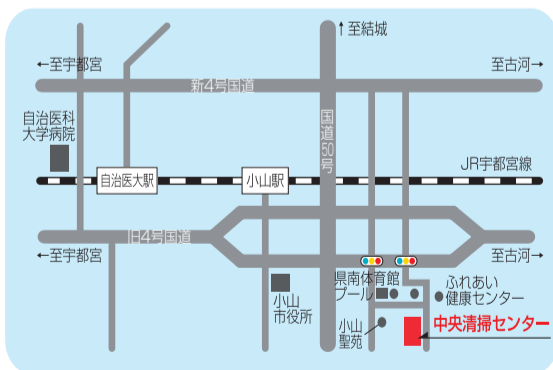 ↑至結城
←至宇都宮
至古河→
新4号国道
自治医科
大学病院
国道50号
JR宇都宮線
自治医大駅
小山駅
旧4号国道
←至宇都宮
至古河→
県南体育館
プール
ふれあい
健康センター
小山
市役所
小山
聖苑
中央清掃センター